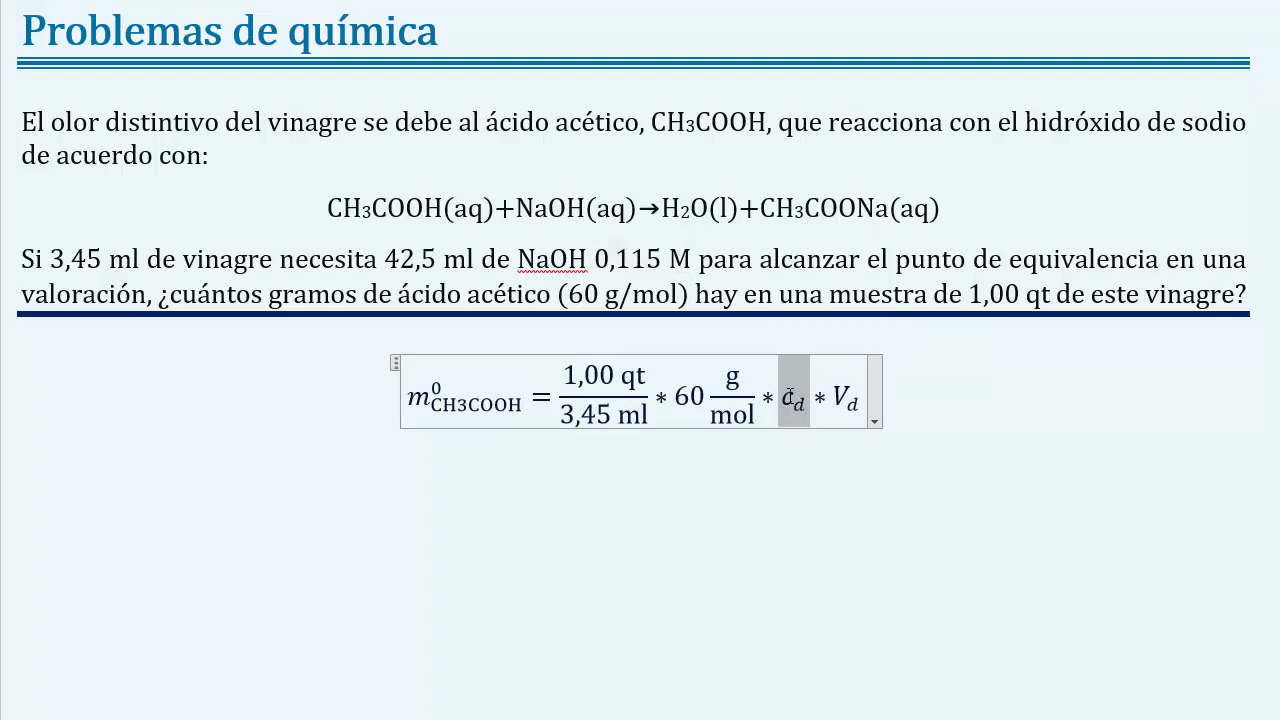 Problemas de química
El olor distintivo del vinagre se debe al ácido acético, CH₃COOH, que reacciona con el hidróxido de sodio
de acuerdo con:
CH₃COOH(aq)+NaOH(aq)→H₂O(l)+CH₃COONa(aq)
Si 3,45 ml de vinagre necesita 42,5 ml de NaOH 0,115 M para alcanzar el punto de equivalencia en una
valoración, ¿cuántos gramos de ácido acético (60 g/mol) hay en una muestra de 1,00 qt de este vinagre?
m⁰_CH3COOH = 1,00 qt / 3,45 ml * 60 g / mol * c_d * V_d